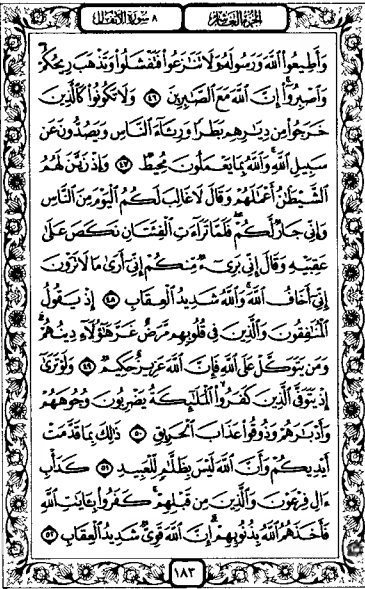 الجزء العاشر
٨ سورة الأنفال
وَأَطِيعُوا۟ ٱللَّهَ وَرَسُولَهُۥ وَلَا تَنَٰزَعُوا۟ فَتَفْشَلُوا۟ وَتَذْهَبَ رِيحُكُمْ
وَٱصْبِرُوٓا۟ إِنَّ ٱللَّهَ مَعَ ٱلصَّٰبِرِينَ ٤٦ وَلَا تَكُونُوا۟ كَٱلَّذِينَ
خَرَجُوا۟ مِن دِيَٰرِهِم بَطَرًا وَرِئَآءَ ٱلنَّاسِ وَيَصُدُّونَ عَن
سَبِيلِ ٱللَّهِ وَٱللَّهُ بِمَا يَعْمَلُونَ مُحِيطٌ ٤٧ وَإِذْ زَيَّنَ لَهُمُ
ٱلشَّيْطَٰنُ أَعْمَٰلَهُمْ وَقَالَ لَا غَالِبَ لَكُمُ ٱلْيَوْمَ مِنَ ٱلنَّاسِ
وَإِنِّى جَارٌ لَّكُمْ فَلَمَّا تَرَآءَتِ ٱلْفِئَتَانِ نَكَصَ عَلَىٰ
عَقِبَيْهِ وَقَالَ إِنِّى بَرِىٓءٌ مِّنكُمْ إِنِّىٓ أَرَىٰ مَا لَا تَرَوْنَ
إِنِّىٓ أَخَافُ ٱللَّهَ وَٱللَّهُ شَدِيدُ ٱلْعِقَابِ ٤٨ إِذْ يَقُولُ
ٱلْمُنَٰفِقُونَ وَٱلَّذِينَ فِى قُلُوبِهِم مَّرَضٌ غَرَّ هَٰٓؤُلَآءِ دِينُهُمْ
وَمَن يَتَوَكَّلْ عَلَى ٱللَّهِ فَإِنَّ ٱللَّهَ عَزِيزٌ حَكِيمٌ ٤٩ وَلَوْ تَرَىٰٓ
إِذْ يَتَوَفَّى ٱلَّذِينَ كَفَرُوا۟ ٱلْمَلَٰٓئِكَةُ يَضْرِبُونَ وُجُوهَهُمْ
وَأَدْبَٰرَهُمْ وَذُوقُوا۟ عَذَابَ ٱلْحَرِيقِ ٥٠ ذَٰلِكَ بِمَا قَدَّمَتْ
أَيْدِيكُمْ وَأَنَّ ٱللَّهَ لَيْسَ بِظَلَّٰمٍ لِّلْعَبِيدِ ٥١ كَدَأْبِ
ءَالِ فِرْعَوْنَ وَٱلَّذِينَ مِن قَبْلِهِمْ كَفَرُوا۟ بِـَٔايَٰتِ ٱللَّهِ
فَأَخَذَهُمُ ٱللَّهُ بِذُنُوبِهِمْ إِنَّ ٱللَّهَ قَوِىٌّ شَدِيدُ ٱلْعِقَابِ ٥٢
١٨٣